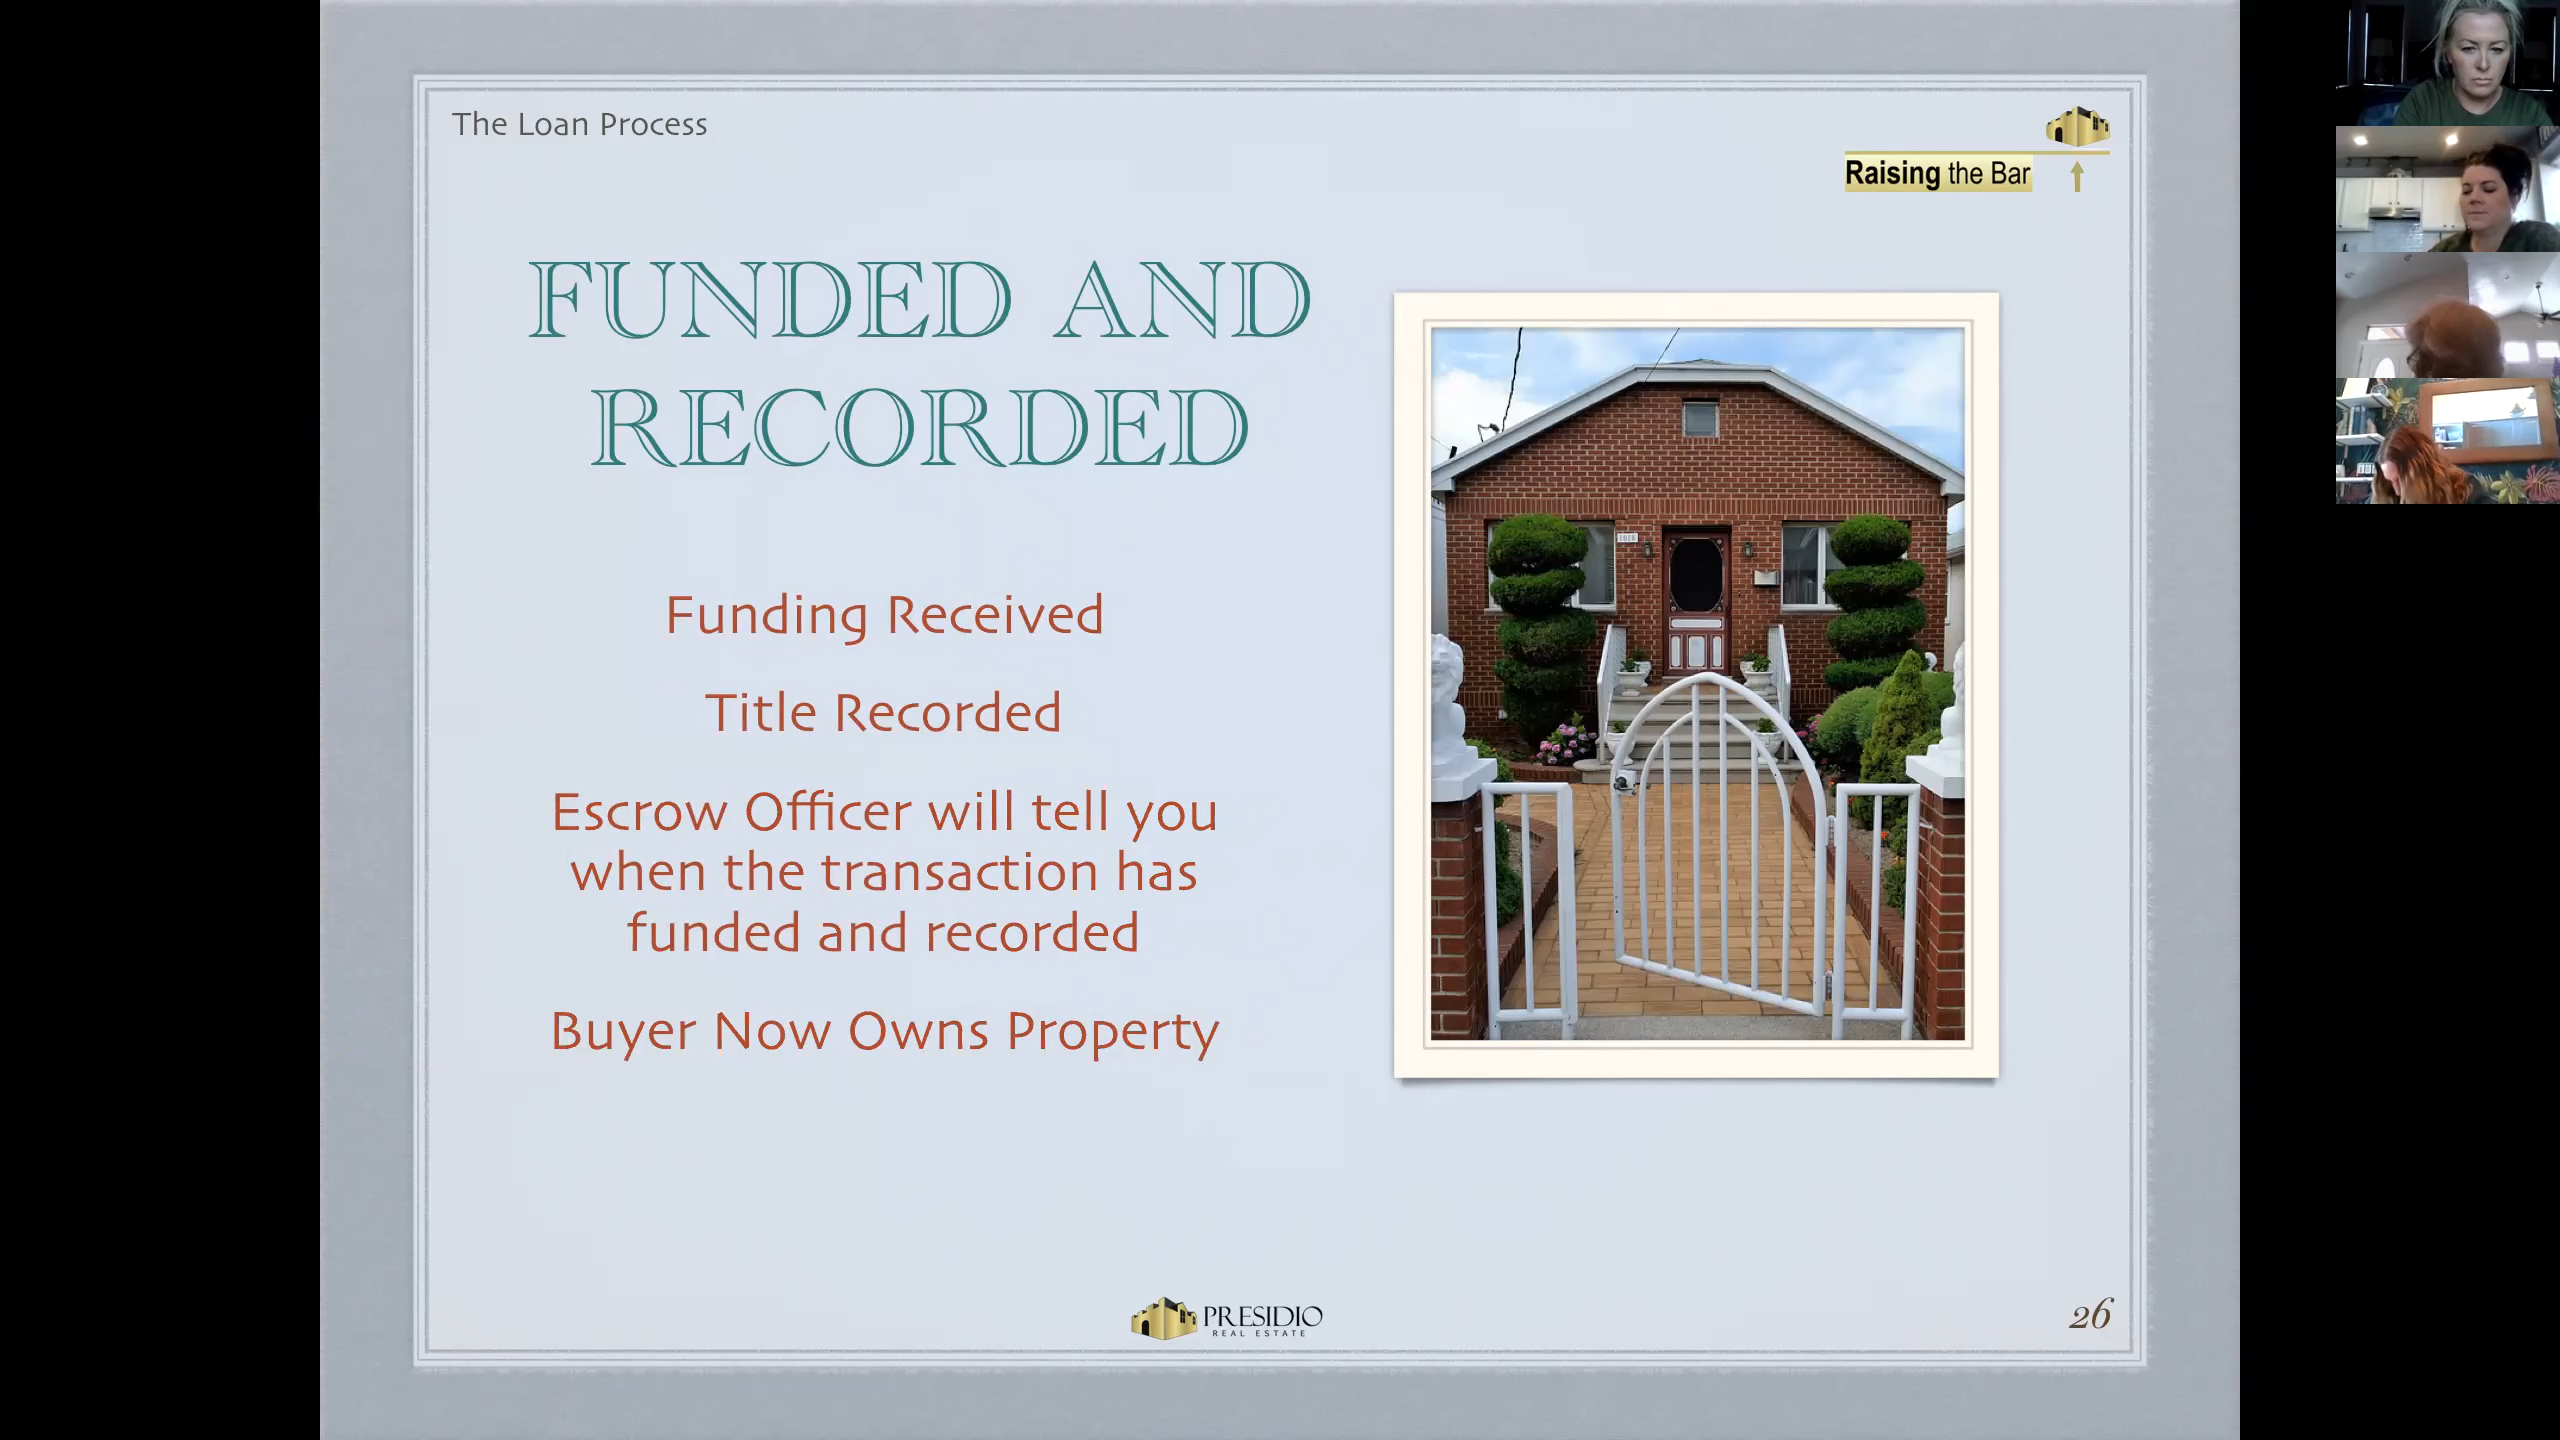 The Loan Process
Raising the Bar
FUNDED AND
RECORDED
Funding Received
Title Recorded
Escrow Officer will tell you
when the transaction has
funded and recorded
Buyer Now Owns Property
PRESIDIO
REAL ESTATE
26